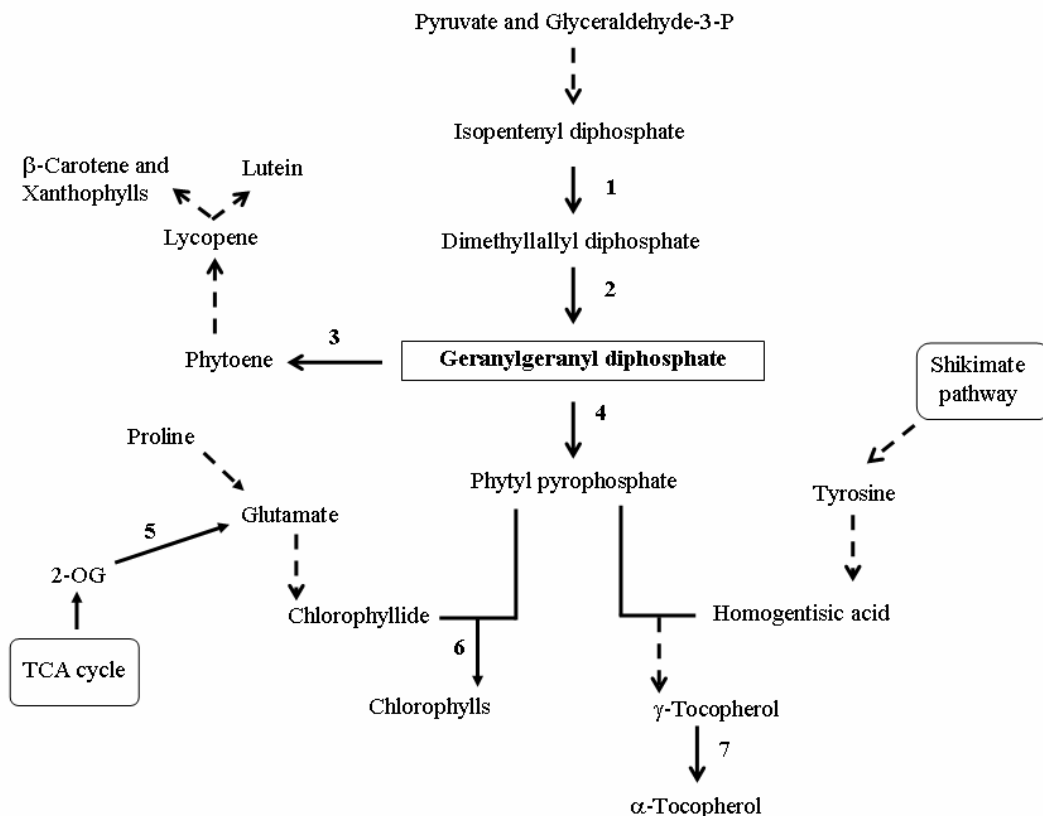 Pyruvate and Glyceraldehyde-3-P
Isopentenyl diphosphate
β-Carotene and
Xanthophylls
Lutein
1
Lycopene
Dimethyllallyl diphosphate
2
3
Phytoene
Geranylgeranyl diphosphate
Shikimate
pathway
4
Proline
Phytyl pyrophosphate
Tyrosine
Glutamate
5
2-OG
Chlorophyllide
Homogentisic acid
6
TCA cycle
Chlorophylls
γ-Tocopherol
7
α-Tocopherol